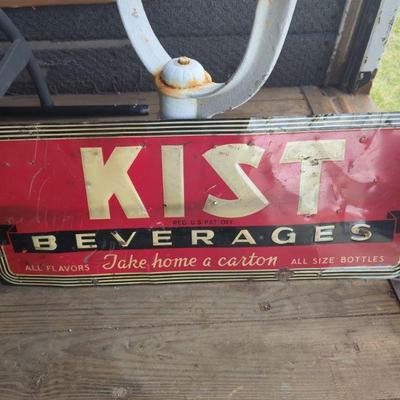 KIST
REG. U.S. PAT. OFF.
BEVERAGES
ALL FLAVORS Take home a carton ALL SIZE BOTTLES